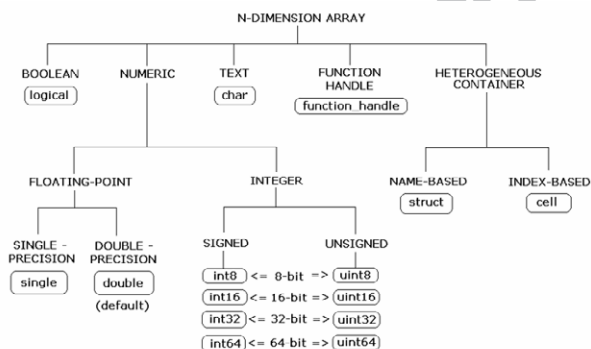 N-DIMENSION ARRAY
BOOLEAN NUMERIC TEXT FUNCTION HANDLE HETEROGENEOUS CONTAINER
logical char function_handle
FLOATING-POINT INTEGER NAME-BASED INDEX-BASED
struct cell
SINGLE - PRECISION DOUBLE - PRECISION SIGNED UNSIGNED
single double
(default)
int8 <= 8-bit => uint8
int16 <= 16-bit => uint16
int32 <= 32-bit => uint32
int64 <= 64-bit => uint64